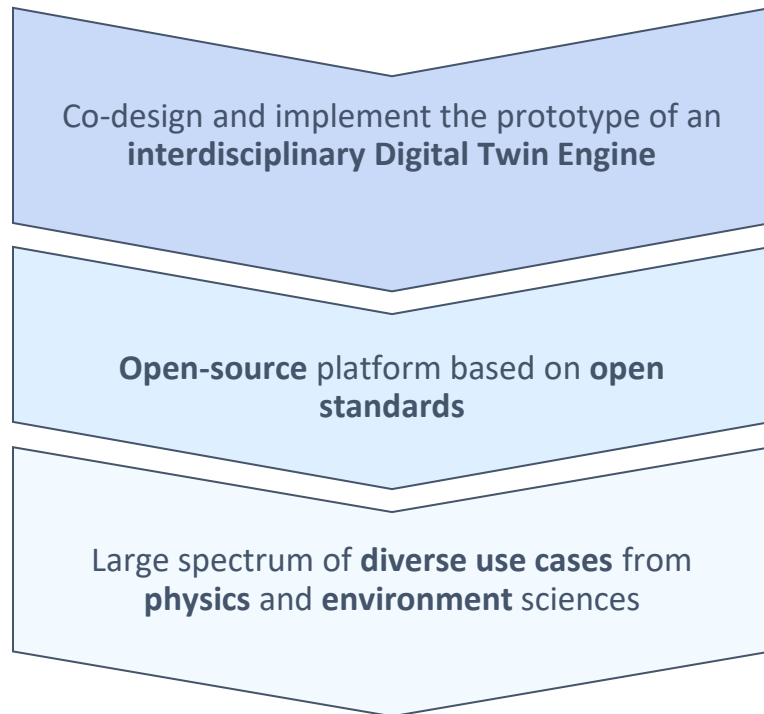 Co-design and implement the prototype of an
interdisciplinary Digital Twin Engine
Open-source platform based on open
standards
Large spectrum of diverse use cases from
physics and environment sciences